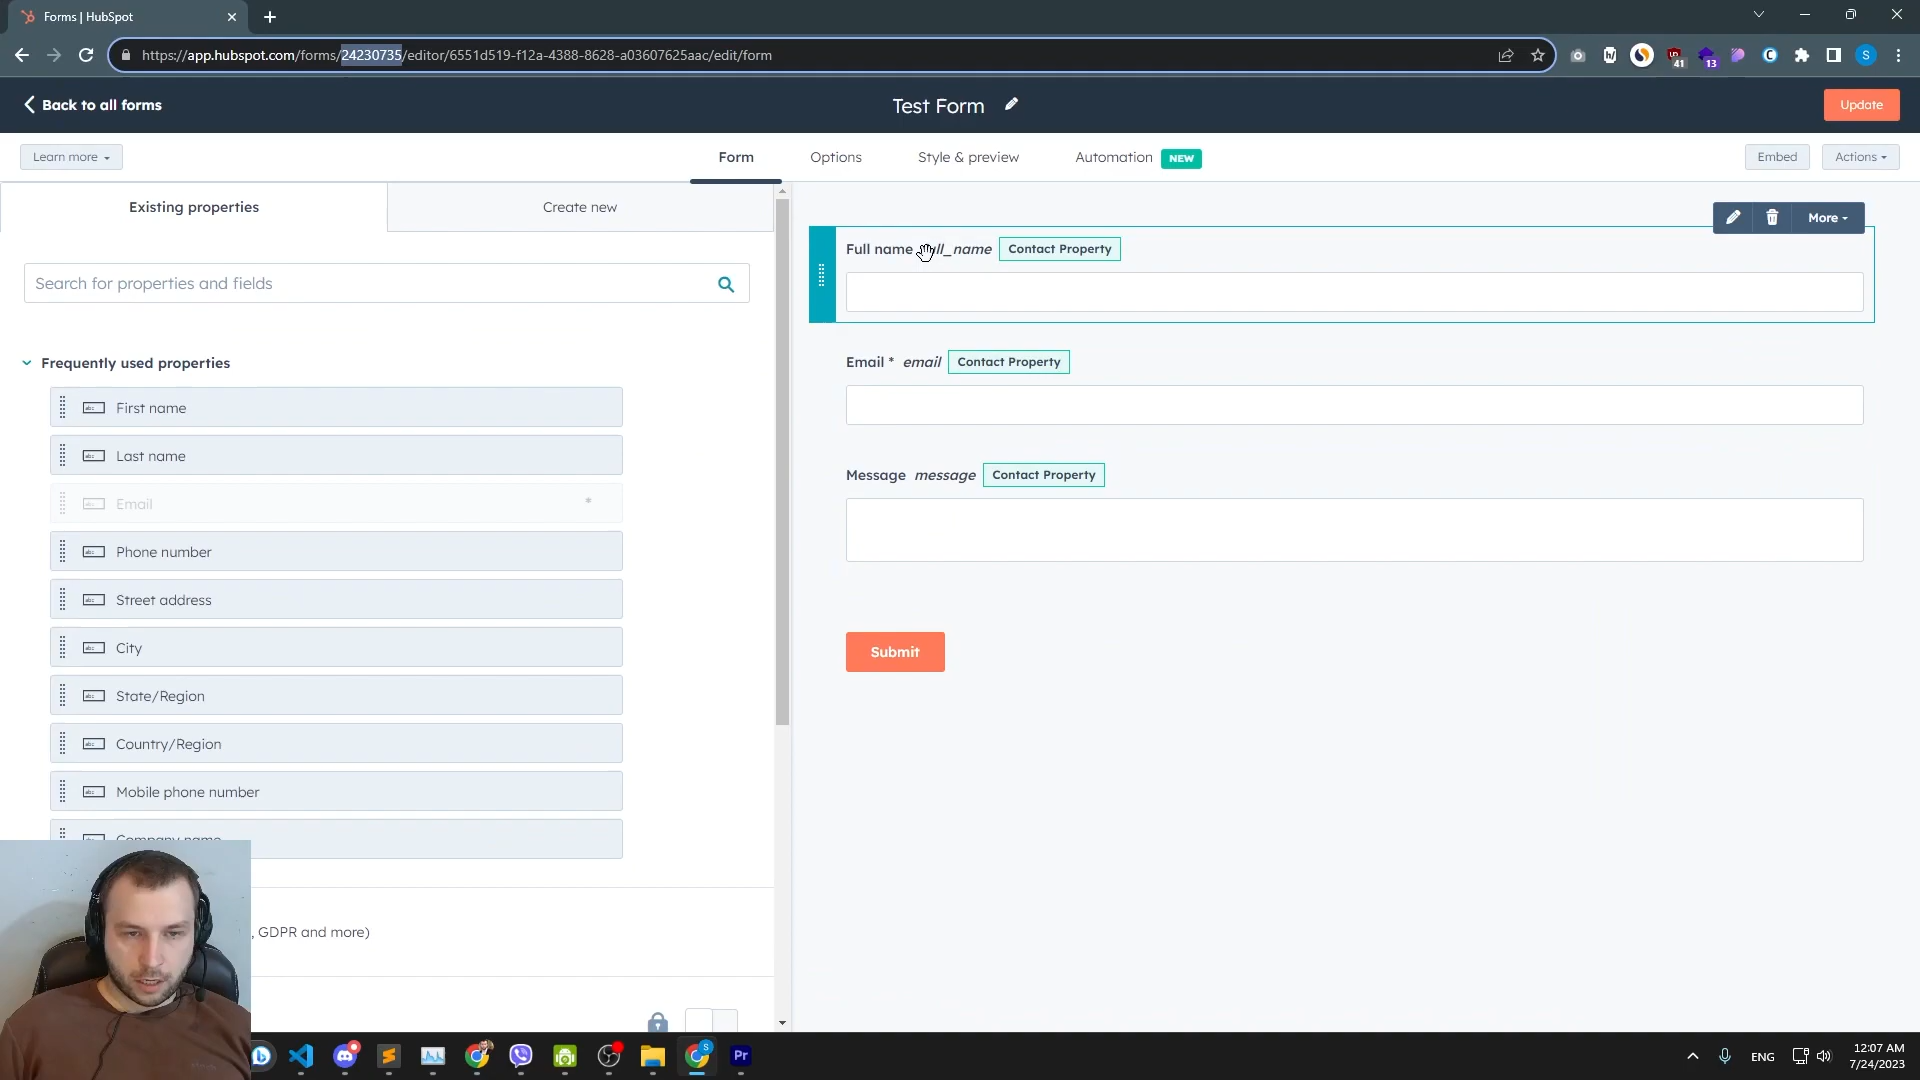 Forms | HubSpot
https://app.hubspot.com/forms/24230735/editor/6551d519-f12a-4388-8628-a03607625aac/edit/form
41
13
S
Back to all forms
Test Form
Update
Learn more
Form
Options
Style & preview
Automation NEW
Embed
Actions
Existing properties
Create new
More
Full name full_name Contact Property
Search for properties and fields
Email * email Contact Property
Frequently used properties
First name
Last name
Message message Contact Property
Email *
Phone number
Street address
City
Submit
State/Region
Country/Region
Mobile phone number
Company name
, GDPR and more)
Pr
S
ENG
12:07 AM
7/24/2023